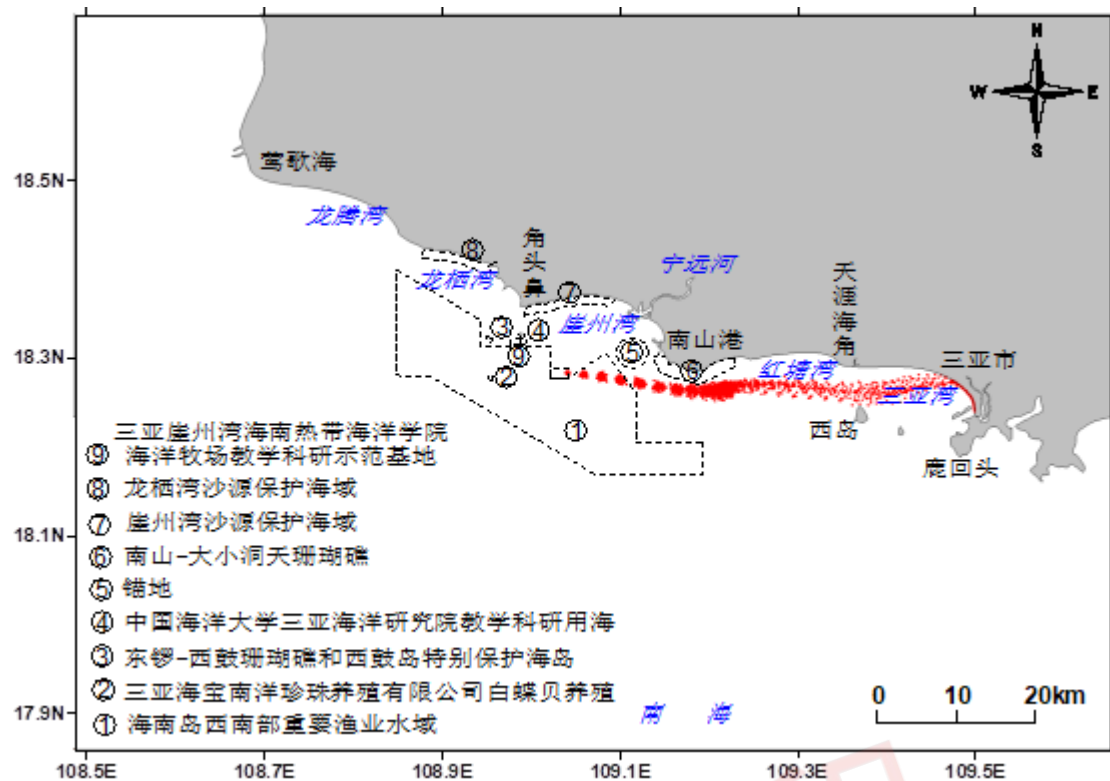 N
W
E
S
莺歌海
18.5N
龙腾湾
⑧
角头鼻
宁远河
天涯海角
龙栖湾
⑦
③
④
崖州湾
18.3N
⑨
⑤
南山港
⑥
红塘湾
三亚市
②
三亚湾
①
西岛
鹿回头
三亚崖州湾海南热带海洋学院
⑨ 海洋牧场教学科研示范基地
⑧ 龙栖湾沙源保护海域
⑦ 崖州湾沙源保护海域
18.1N
⑥ 南山-大小洞天珊瑚礁
⑤ 锚地
④ 中国海洋大学三亚海洋研究院教学科研用海
③ 东锣-西鼓珊瑚礁和西鼓岛特别保护海岛
② 三亚海宝南洋珍珠养殖有限公司白蝶贝养殖
① 海南岛西南部重要渔业水域
17.9N
南 海
0 10 20km
108.5E 108.7E 108.9E 109.1E 109.3E 109.5E